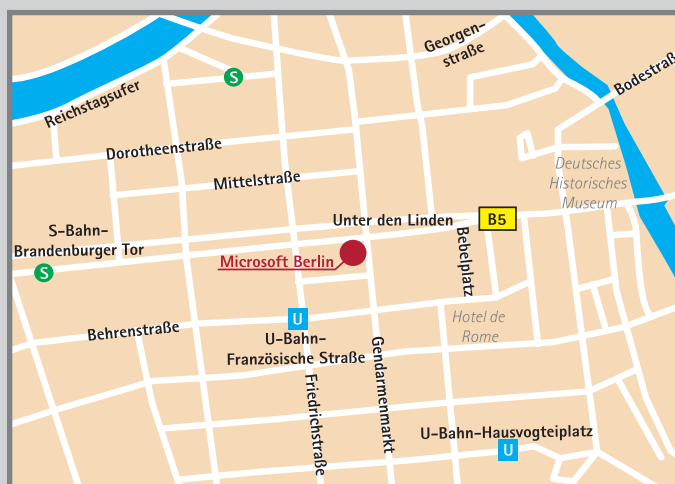 Georgen-
straße
S
Bodestraß
Reichstagsufer
Dorotheenstraße
Deutsches
Historisches
Museum
Mittelstraße
Unter den Linden
B5
S-Bahn-
Brandenburger Tor
S
Microsoft Berlin
Bebelplatz
U
Hotel de
Rome
Behrenstraße
U-Bahn-
Französische Straße
Gendarmenmarkt
Friedrichstraße
U-Bahn-Hausvogteiplatz
U